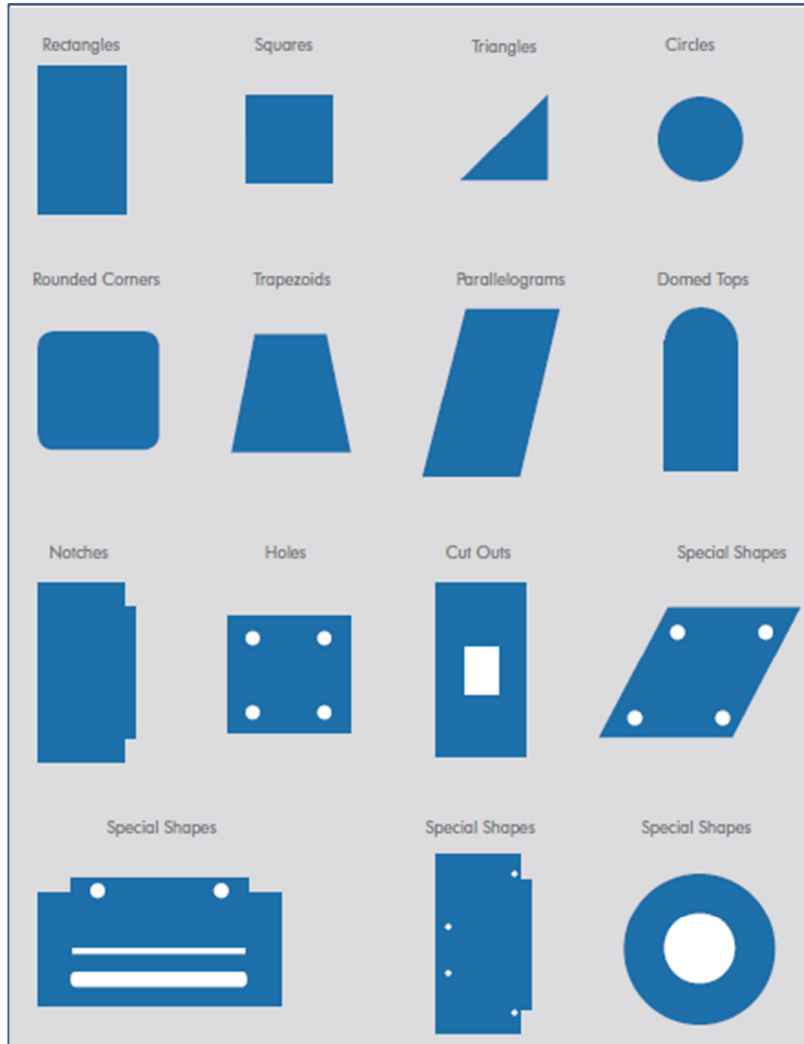 Rectangles
Squares
Triangles
Circles
Rounded Corners
Trapezoids
Parallelograms
Domed Tops
Notches
Holes
Cut Outs
Special Shapes
Special Shapes
Special Shapes
Special Shapes